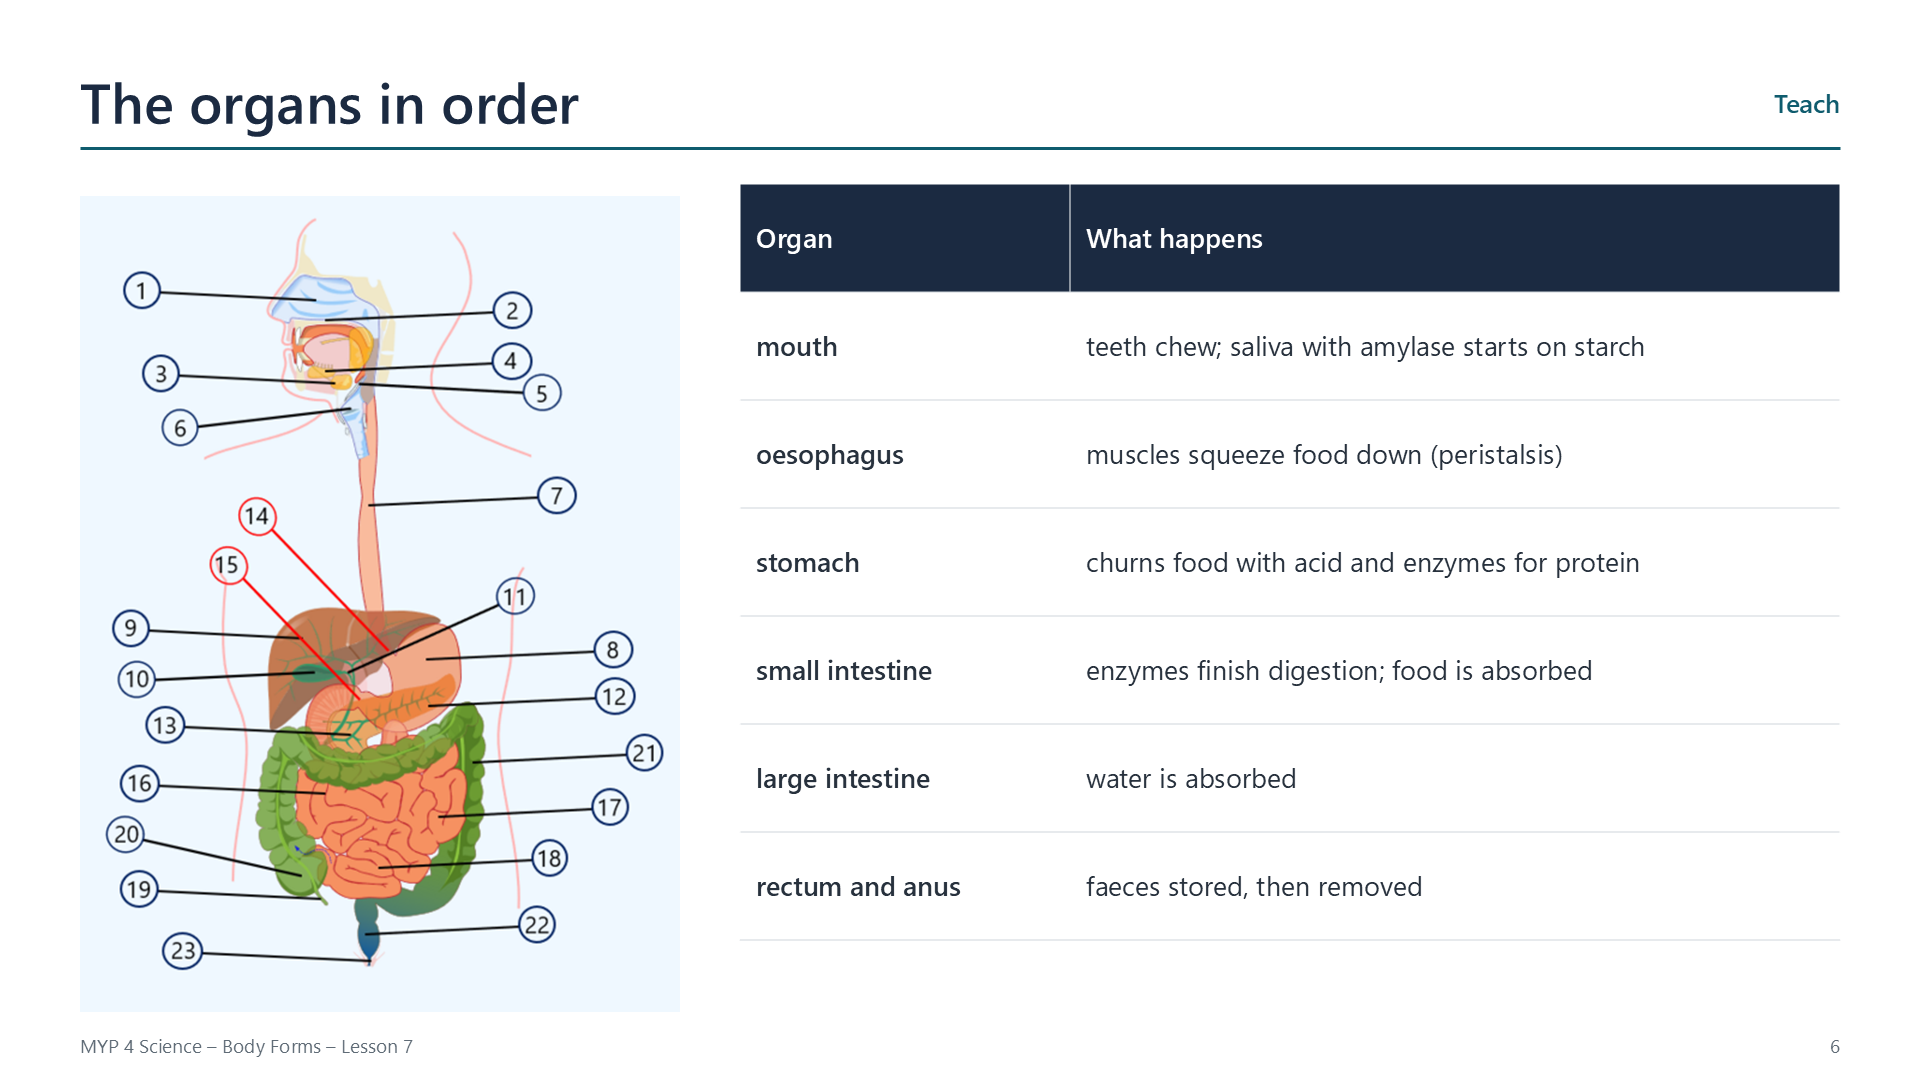 The organs in order
Teach
1
2
3
4
5
6
7
14
15
11
9
8
10
12
13
21
16
17
20
18
19
22
23
Organ What happens
mouth teeth chew; saliva with amylase starts on starch
oesophagus muscles squeeze food down (peristalsis)
stomach churns food with acid and enzymes for protein
small intestine enzymes finish digestion; food is absorbed
large intestine water is absorbed
rectum and anus faeces stored, then removed
MYP 4 Science – Body Forms – Lesson 7
6